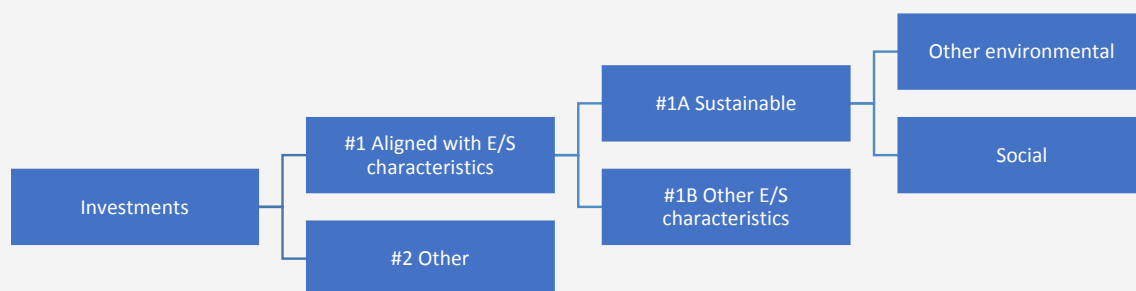 Investments
#1 Aligned with E/S
characteristics
#2 Other
#1A Sustainable
#1B Other E/S
characteristics
Other environmental
Social